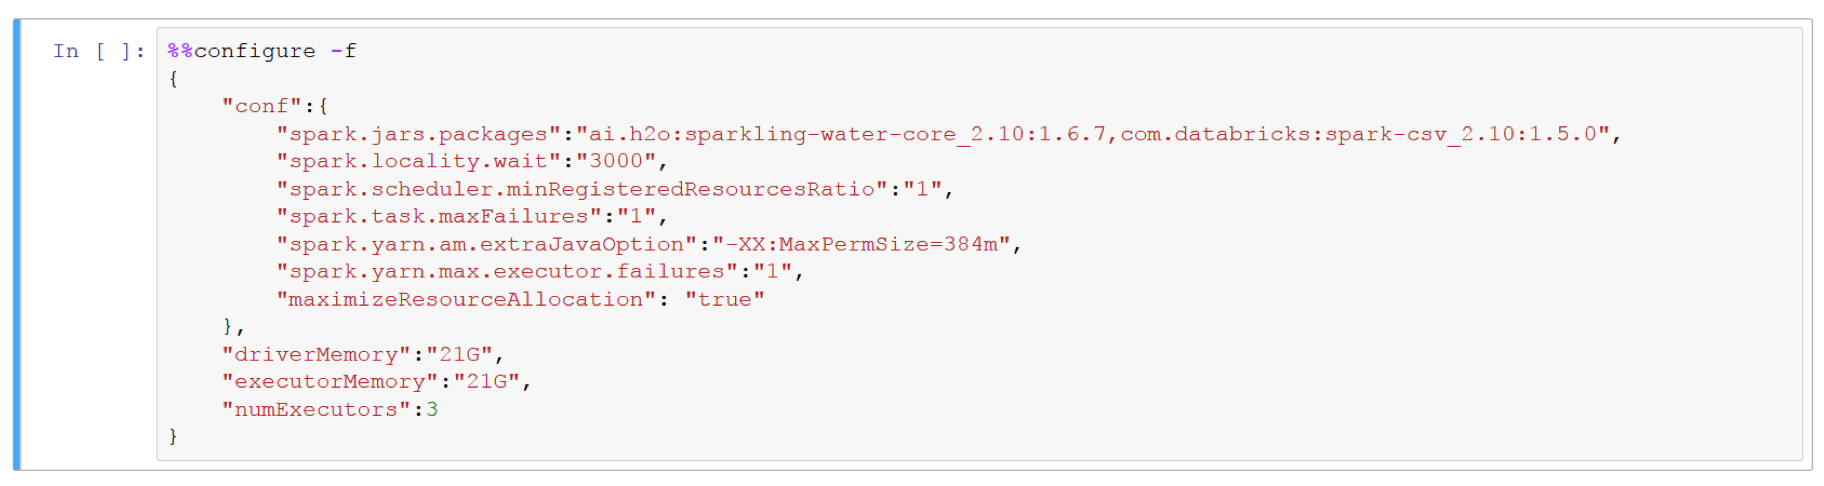 In [ ]: %%configure -f
{
    "conf":{
        "spark.jars.packages":"ai.h2o:sparkling-water-core_2.10:1.6.7,com.databricks:spark-csv_2.10:1.5.0",
        "spark.locality.wait":"3000",
        "spark.scheduler.minRegisteredResourcesRatio":"1",
        "spark.task.maxFailures":"1",
        "spark.yarn.am.extraJavaOption":"-XX:MaxPermSize=384m",
        "spark.yarn.max.executor.failures":"1",
        "maximizeResourceAllocation": "true"
    },
    "driverMemory":"21G",
    "executorMemory":"21G",
    "numExecutors":3
}